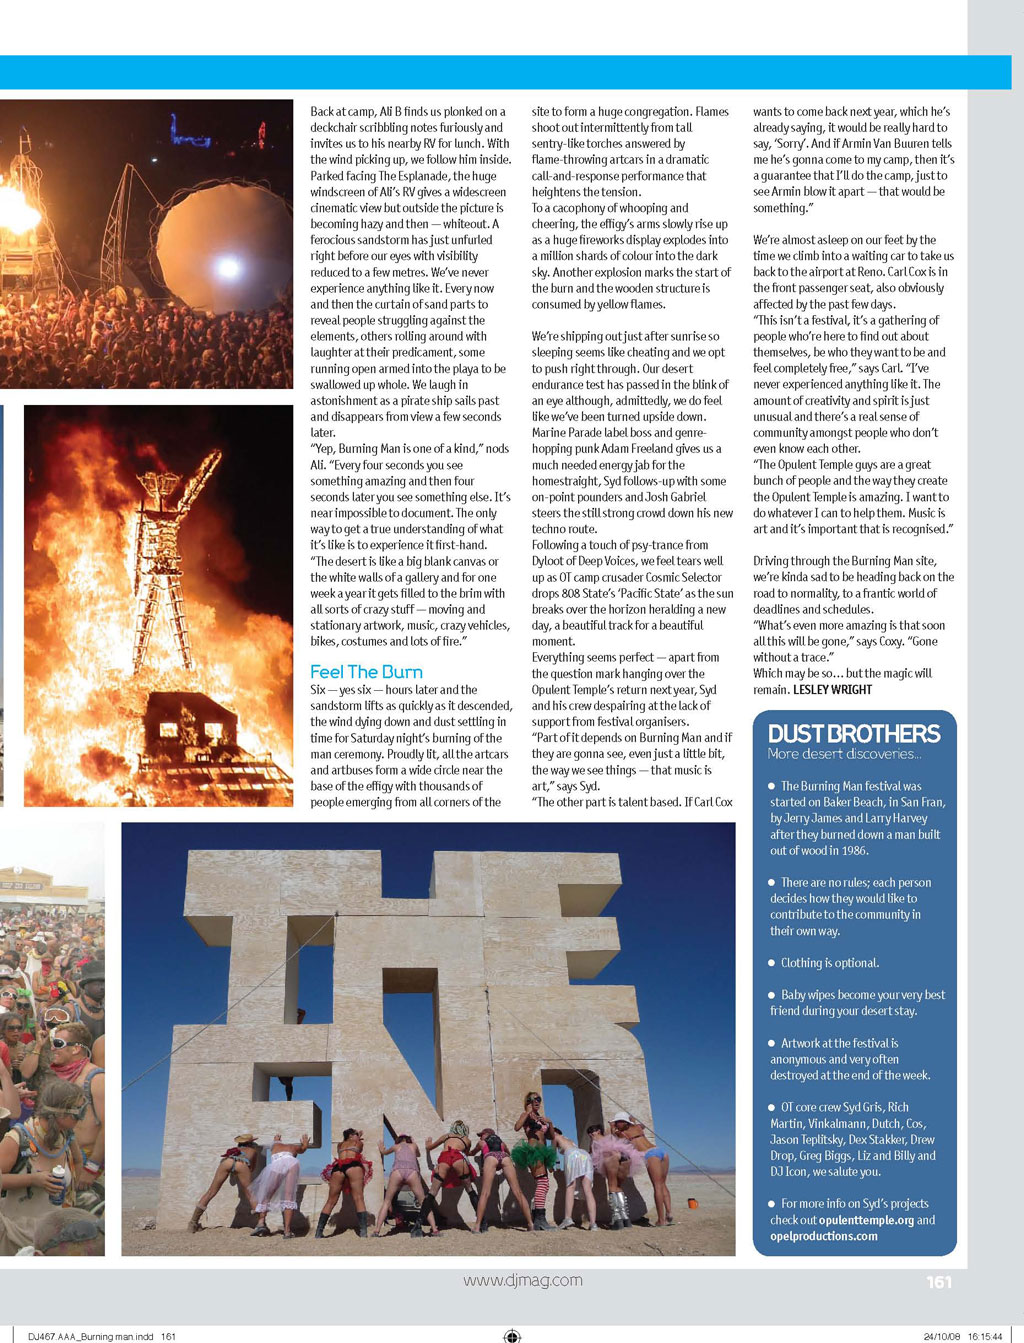 Back at camp, Ali B finds us plonked on a
deckchair scribbling notes furiously and
invites us to his nearby RV for lunch. With
the wind picking up, we follow him inside.
Parked facing The Esplanade, the huge
windscreen of Ali's RV gives a widescreen
cinematic view but outside the picture is
becoming hazy and then — whiteout. A
ferocious sandstorm has just unfurled
right before our eyes with visibility
reduced to a few metres. We've never
experience anything like it. Every now
and then the curtain of sand parts to
reveal people struggling against the
elements, others rolling around with
laughter at their predicament, some
running open armed into the playa to be
swallowed up whole. We laugh in
astonishment as a pirate ship sails past
and disappears from view a few seconds
later.
"Yep, Burning Man is one of a kind," nods
Ali. "Every four seconds you see
something amazing and then four
seconds later you see something else. It's
near impossible to document. The only
way to get a true understanding of what
it's like is to experience it first-hand.
"The desert is like a big blank canvas or
the white walls of a gallery and for one
week a year it gets filled to the brim with
all sorts of crazy stuff — moving and
stationary artwork, music, crazy vehicles,
bikes, costumes and lots of fire."
Feel The Burn
Six — yes six — hours later and the
sandstorm lifts as quickly as it descended,
the wind dying down and dust settling in
time for Saturday night's burning of the
man ceremony. Proudly lit, all the artcars
and artbuses form a wide circle near the
base of the effigy with thousands of
people emerging from all corners of the
site to form a huge congregation. Flames
shoot out intermittently from tall
sentry-like torches answered by
flame-throwing artcars in a dramatic
call-and-response performance that
heightens the tension.
To a cacophony of whooping and
cheering, the effigy's arms slowly rise up
as a huge fireworks display explodes into
a million shards of colour into the dark
sky. Another explosion marks the start of
the burn and the wooden structure is
consumed by yellow flames.
We're shipping out just after sunrise so
sleeping seems like cheating and we opt
to push right through. Our desert
endurance test has passed in the blink of
an eye although, admittedly, we do feel
like we've been turned upside down.
Marine Parade label boss and genre-
hopping punk Adam Freeland gives us a
much needed energy jab for the
homestraight, Syd follows-up with some
on-point pounders and Josh Gabriel
steers the still strong crowd down his new
techno route.
Following a touch of psy-trance from
Dyloot of Deep Voices, we feel tears well
up as OT camp crusader Cosmic Selector
drops 808 State's 'Pacific State' as the sun
breaks over the horizon heralding a new
day, a beautiful track for a beautiful
moment.
Everything seems perfect — apart from
the question mark hanging over the
Opulent Temple's return next year, Syd
and his crew despairing at the lack of
support from festival organisers.
"Part of it depends on Burning Man and if
they are gonna see, even just a little bit,
the way we see things — that music is
art," says Syd.
"The other part is talent based. If Carl Cox
wants to come back next year, which he's
already saying, it would be really hard to
say, 'Sorry'. And if Armin Van Buuren tells
me he's gonna come to my camp, then it's
a guarantee that I'll do the camp, just to
see Armin blow it apart — that would be
something."
We're almost asleep on our feet by the
time we climb into a waiting car to take us
back to the airport at Reno. Carl Cox is in
the front passenger seat, also obviously
affected by the past few days.
"This isn't a festival, it's a gathering of
people who're here to find out about
themselves, be who they want to be and
feel completely free," says Carl. "I've
never experienced anything like it. The
amount of creativity and spirit is just
unusual and there's a real sense of
community amongst people who don't
even know each other.
"The Opulent Temple guys are a great
bunch of people and the way they create
the Opulent Temple is amazing. I want to
do whatever I can to help them. Music is
art and it's important that is recognised."
Driving through the Burning Man site,
we're kinda sad to be heading back on the
road to normality, to a frantic world of
deadlines and schedules.
"What's even more amazing is that soon
all this will be gone," says Coxy. "Gone
without a trace."
Which may be so... but the magic will
remain. LESLEY WRIGHT
DUST BROTHERS
More desert discoveries...
• The Burning Man festival was
started on Baker Beach, in San Fran,
by Jerry James and Larry Harvey
after they burned down a man built
out of wood in 1986.
• There are no rules; each person
decides how they would like to
contribute to the community in
their own way.
• Clothing is optional.
• Baby wipes become your very best
friend during your desert stay.
• Artwork at the festival is
anonymous and very often
destroyed at the end of the week.
• OT core crew Syd Gris, Rich
Martin, Vinkalmann, Dutch, Cos,
Jason Teplitsky, Dex Stakker, Drew
Drop, Greg Biggs, Liz and Billy and
DJ Icon, we salute you.
• For more info on Syd's projects
check out opulenttemple.org and
opelproductions.com
THE
END
www.djmag.com
161
DJ467.AAA_Burning man.indd 161
24/10/08 16:15:44